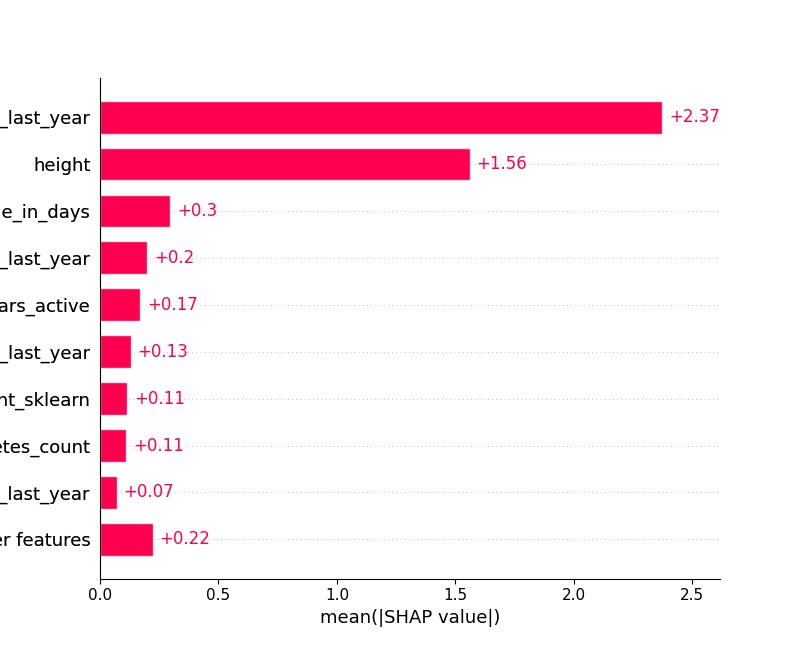 _last_year +2.37
height +1.56
e_in_days +0.3
_last_year +0.2
ars_active +0.17
_last_year +0.13
nt_sklearn +0.11
etes_count +0.11
_last_year +0.07
er features +0.22
0.0 0.5 1.0 1.5 2.0 2.5
mean(|SHAP value|)